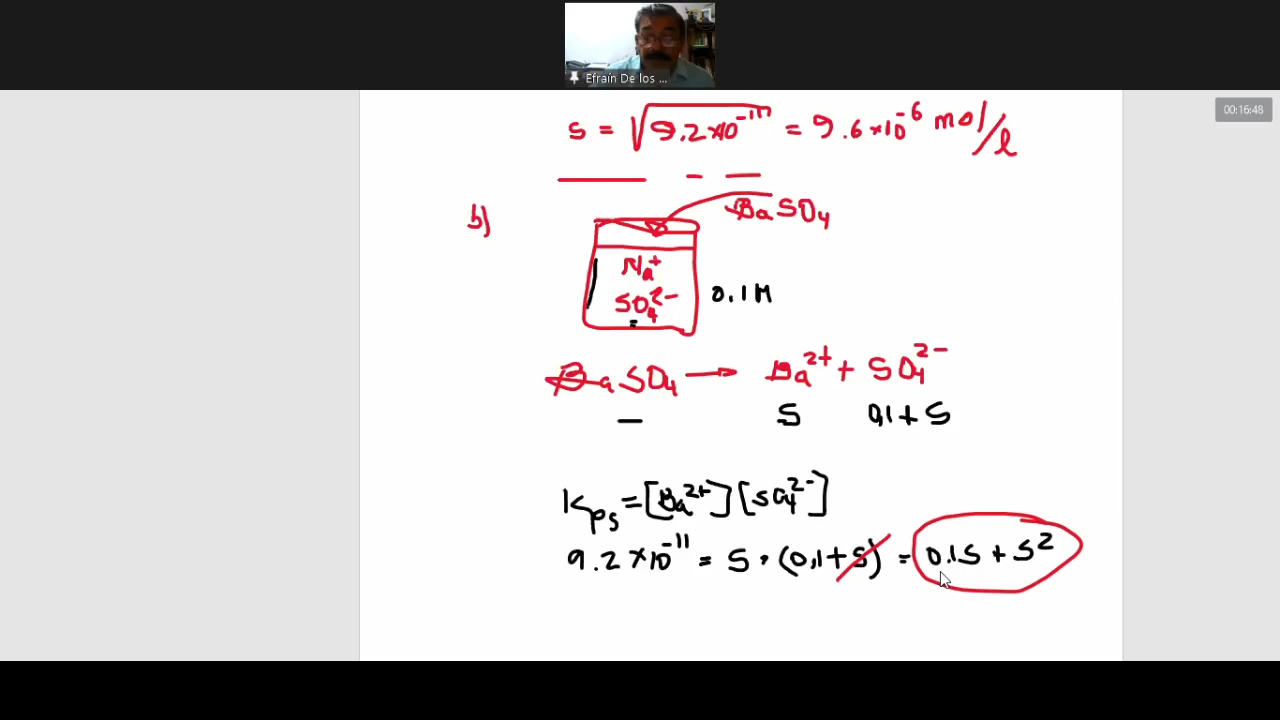 Efraín De los ...
00:16:48
S = √9.2×10⁻¹¹ = 9.6×10⁻⁶ mol/l
b)
BaSO₄
Na⁺
SO₄²⁻
0.1M
BaSO₄ → Ba²⁺ + SO₄²⁻
— S 0,1 + S
Kps = [Ba²⁺] [SO₄²⁻]
9.2×10⁻¹¹ = S · (0,1+S) = 0.1S + S²